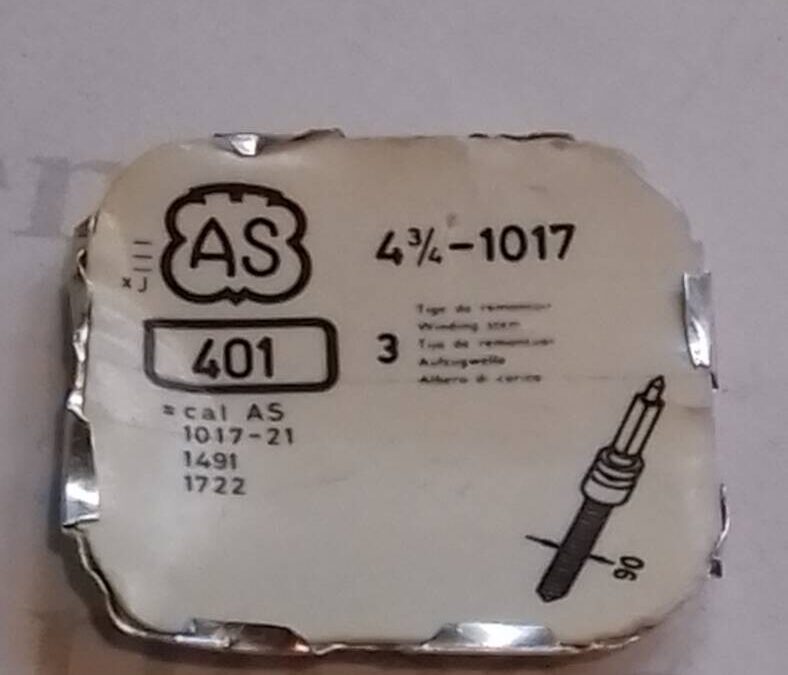 AS
4¾-1017
x J
401
3
Tige de remontoir
Winding stem
Aufzugwelle
Albero di carica
= cal AS
1017-21
1491
1722
90